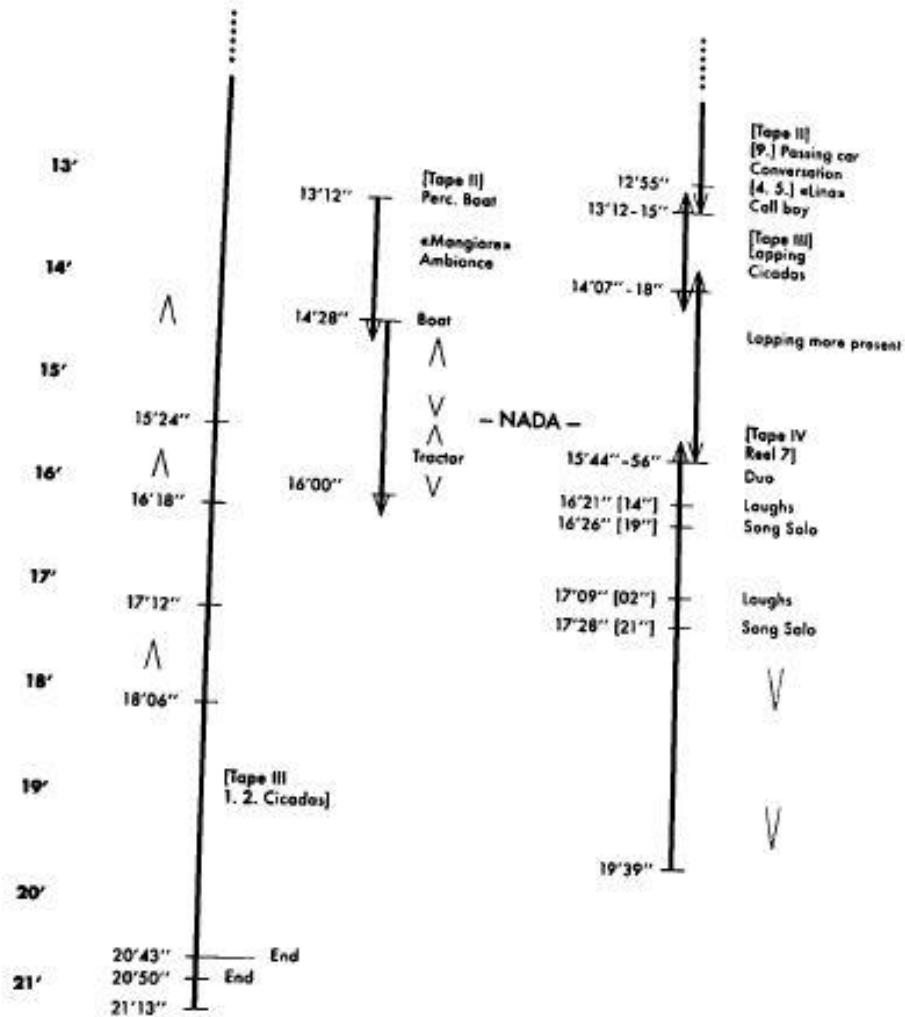 13'
14'
15'
16'
17'
18'
19'
20'
21'
15'24"
16'18"
17'12"
18'06"
[Tape III
1. 2. Cicadas]
20'43" End
20'50" End
21'13"
13'12"
[Tape II]
Perc. Boat
«Mangiare»
Ambiance
14'28" Boat
Tractor
16'00"
– NADA –
12'55"
13'12-15"
14'07"-18"
15'44"-56"
16'21" [14"]
16'26" [19"]
17'09" [02"]
17'28" [21"]
19'39"
[Tape II]
[9.] Passing car
Conversation
[4. 5.] «Lina»
Call boy
[Tape III]
Lapping
Cicadas
Lapping more present
[Tape IV
Reel 7]
Duo
Laughs
Song Solo
Laughs
Song Solo